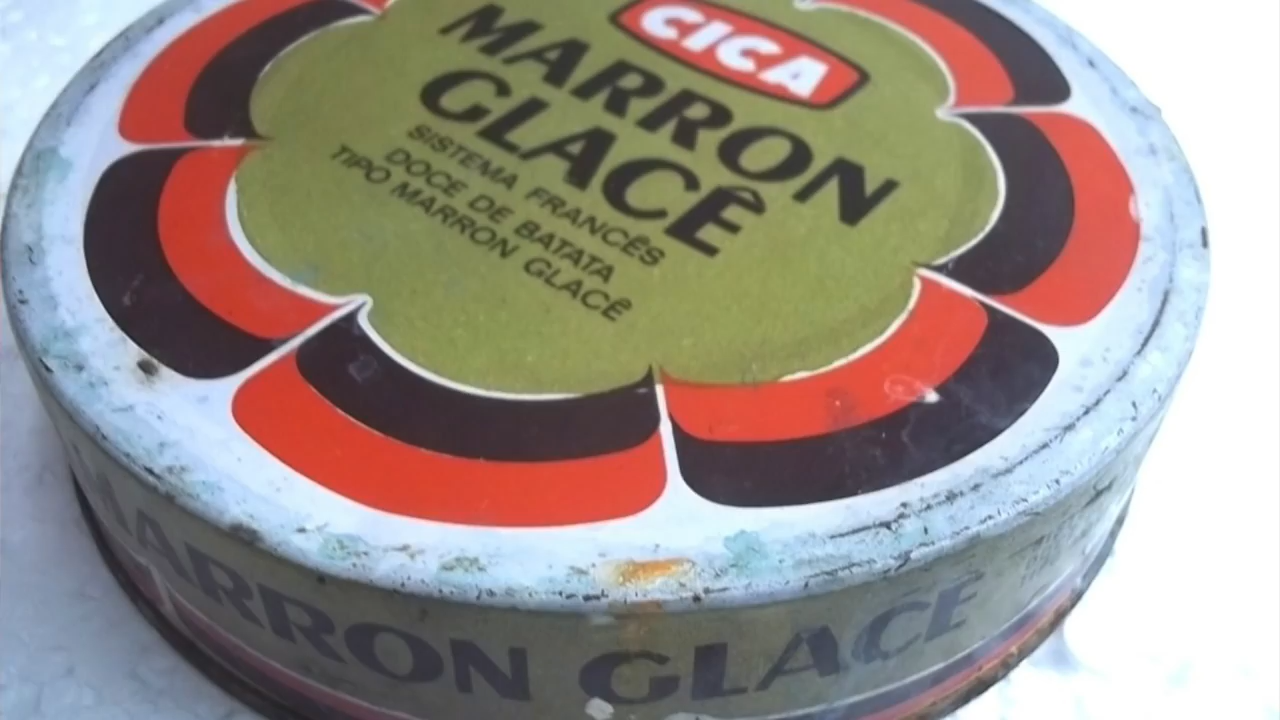 CICA
MARRON
GLACÊ
SISTEMA FRANCÊS
DOCE DE BATATA
TIPO MARRON GLACÊ
MARRON GLACÊ